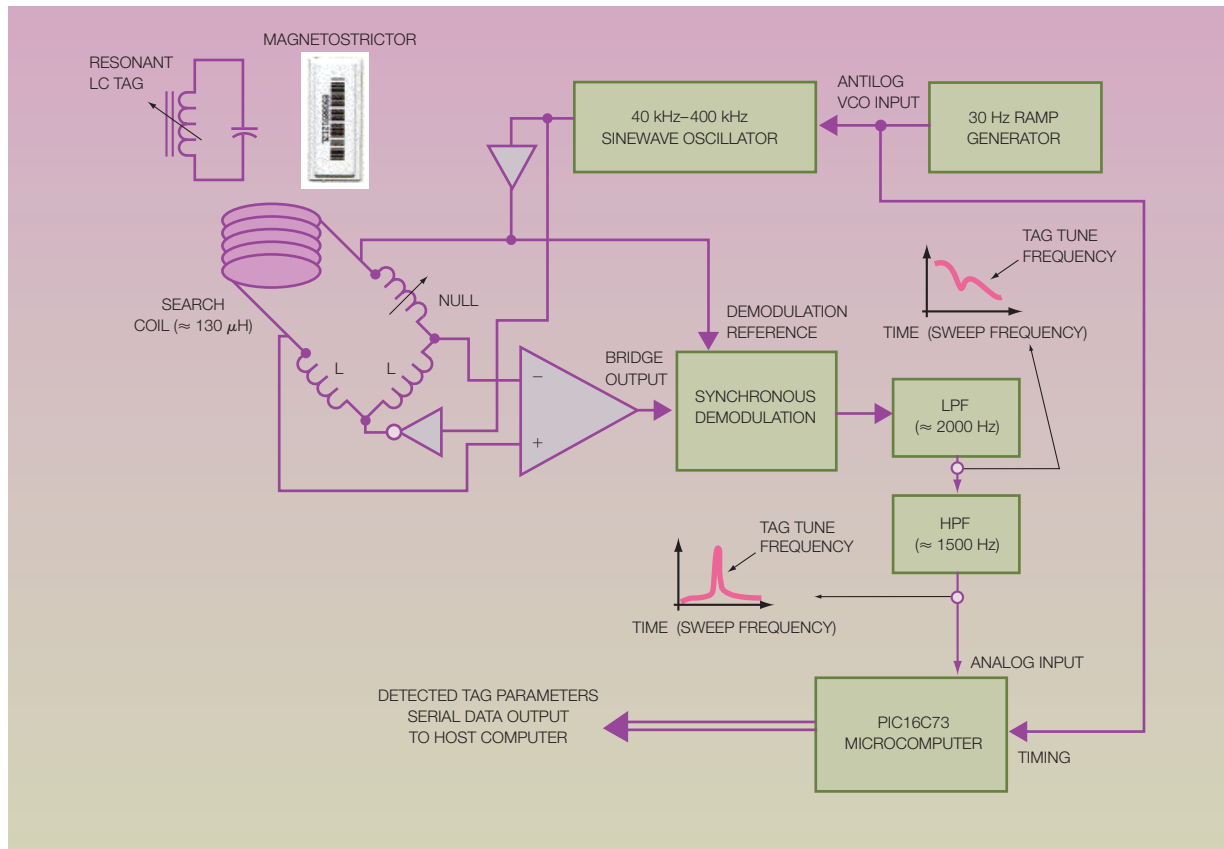 MAGNETOSTRICTOR
RESONANT
LC TAG
40 kHz–400 kHz
SINEWAVE OSCILLATOR
ANTILOG
VCO INPUT
30 Hz RAMP
GENERATOR
SEARCH
COIL (≈ 130 μH)
NULL
L
L
−
+
BRIDGE
OUTPUT
DEMODULATION
REFERENCE
SYNCHRONOUS
DEMODULATION
TAG TUNE
FREQUENCY
TIME (SWEEP FREQUENCY)
LPF
(≈ 2000 Hz)
HPF
(≈ 1500 Hz)
TAG TUNE
FREQUENCY
TIME (SWEEP FREQUENCY)
ANALOG INPUT
DETECTED TAG PARAMETERS
SERIAL DATA OUTPUT
TO HOST COMPUTER
PIC16C73
MICROCOMPUTER
TIMING